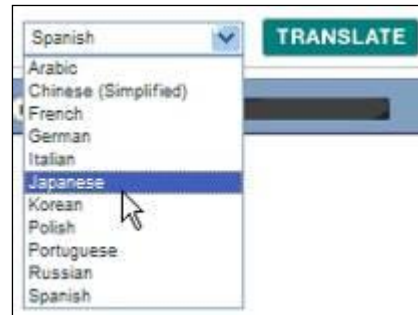 Spanish
TRANSLATE
Arabic
Chinese (Simplified)
French
German
Italian
Japanese
Korean
Polish
Portuguese
Russian
Spanish